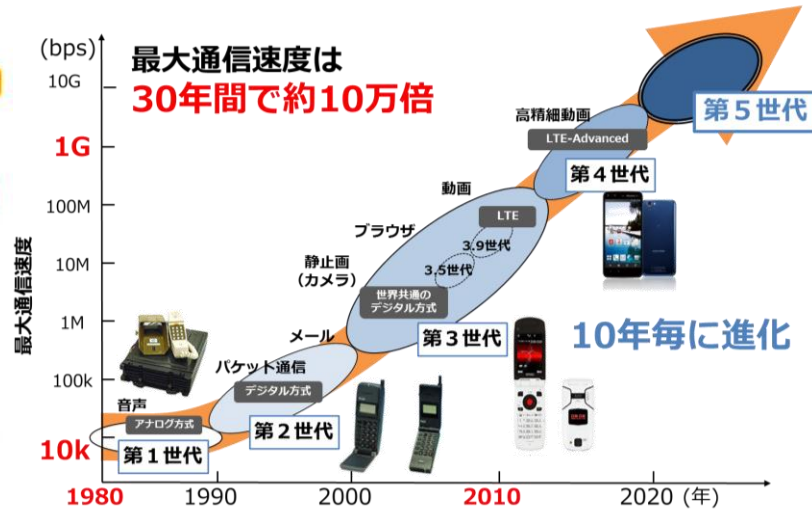 (bps)
最大通信速度は
30年間で約10万倍
10G
1G
100M
10M
1M
100k
10k
最大通信速度
音声
アナログ方式
第１世代
パケット通信
メール
デジタル方式
第２世代
静止画
（カメラ）
ブラウザ
動画
LTE
3.9世代
3.5世代
世界共通の
デジタル方式
第３世代
高精細動画
LTE-Advanced
第４世代
第５世代
10年毎に進化
1980
1990
2000
2010
2020 (年)